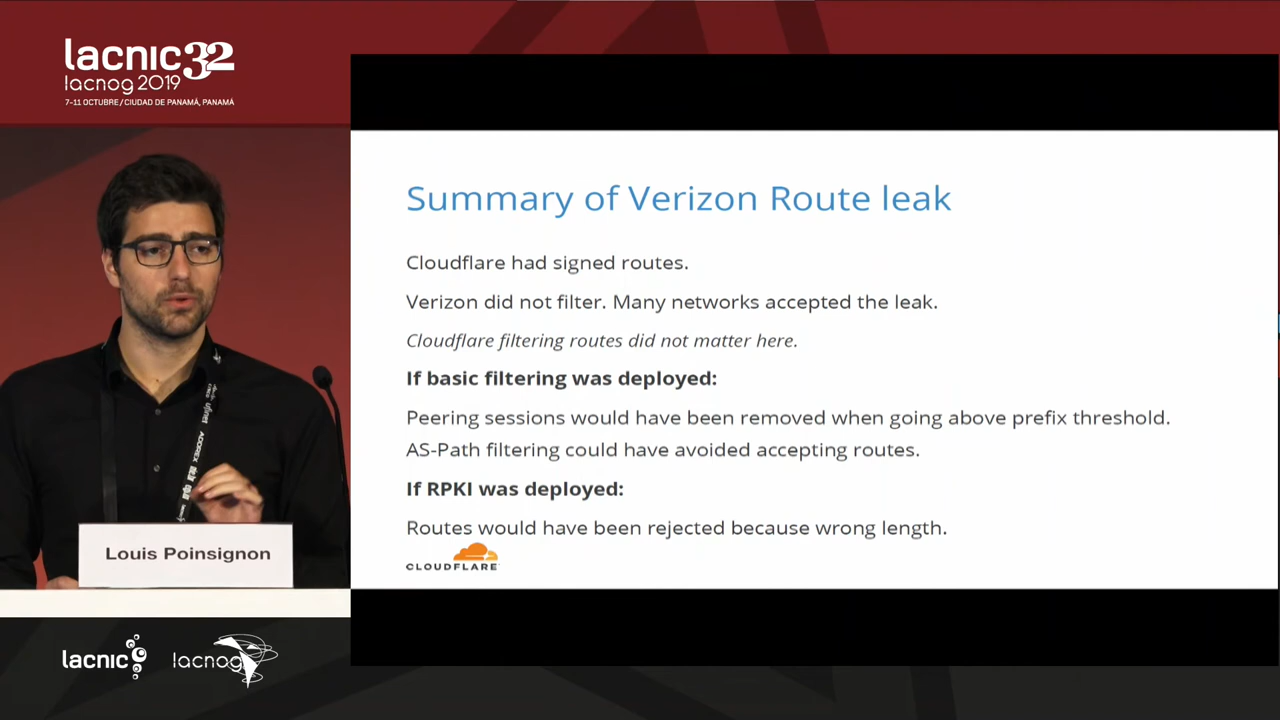 lacnic32
lacnog 2019
7-11 OCTUBRE / CIUDAD DE PANAMÁ, PANAMÁ
Summary of Verizon Route leak
Cloudflare had signed routes.
Verizon did not filter. Many networks accepted the leak.
Cloudflare filtering routes did not matter here.
If basic filtering was deployed:
Peering sessions would have been removed when going above prefix threshold.
AS-Path filtering could have avoided accepting routes.
If RPKI was deployed:
Routes would have been rejected because wrong length.
CLOUDFLARE
Louis Poinsignon
lacnic
lacnog